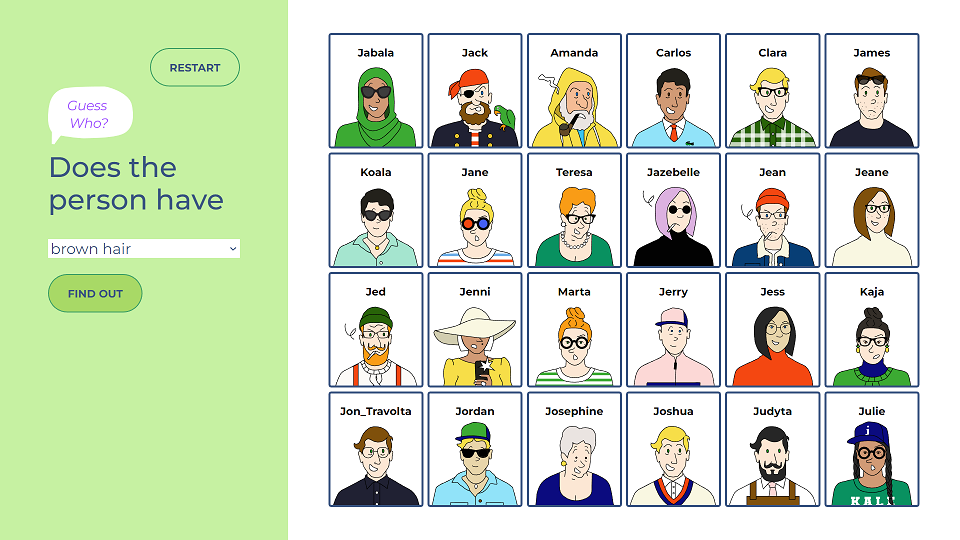 RESTART
Guess
Who?
Does the
person have
brown hair
FIND OUT
Jabala
Jack
Amanda
Carlos
Clara
James
Koala
Jane
Teresa
Jazebelle
Jean
Jeane
Jed
Jenni
Marta
Jerry
Jess
Kaja
Jon_Travolta
Jordan
Josephine
Joshua
Judyta
Julie
j